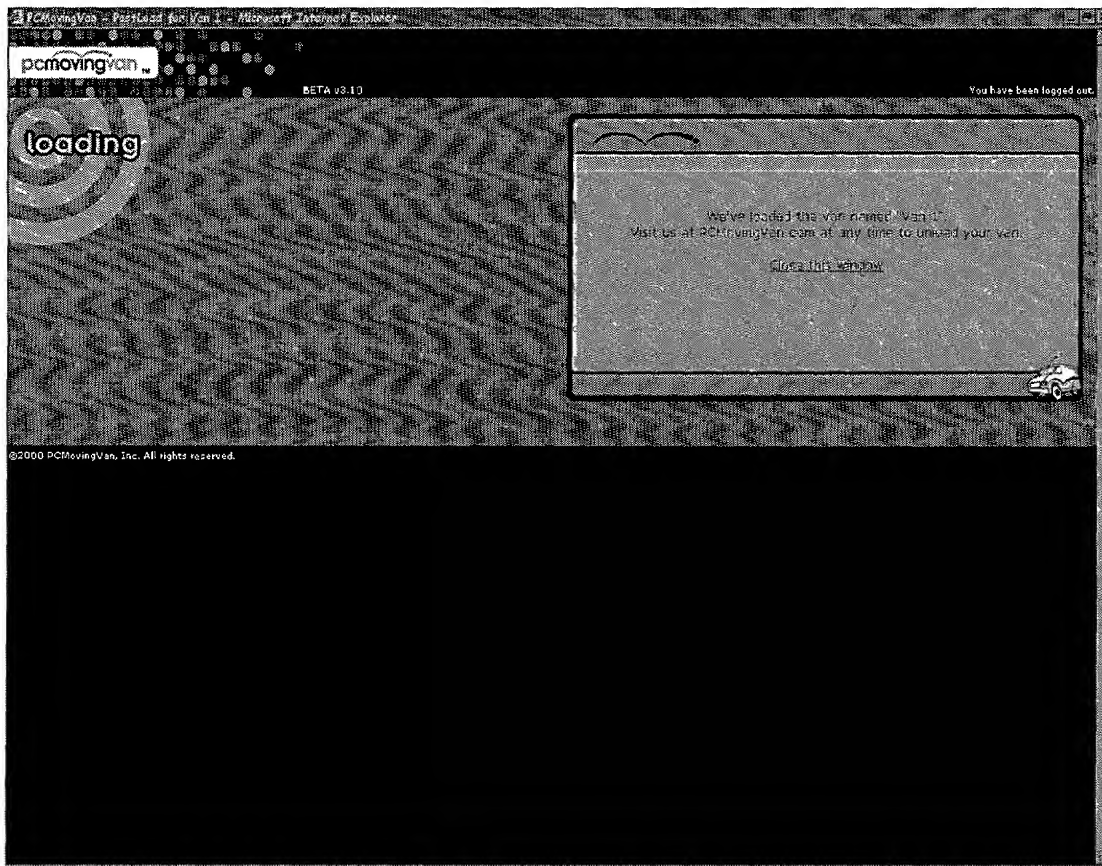 PCMovingVan - PostLoad for Van 1 - Microsoft Internet Explorer
pcmovingvan™
BETA v3.10
You have been logged out.
loading
We've loaded the van named "Van 1".
Visit us at PCMovingVan.com at any time to unload your van.
Close this window
©2000 PCMovingVan, Inc. All rights reserved.